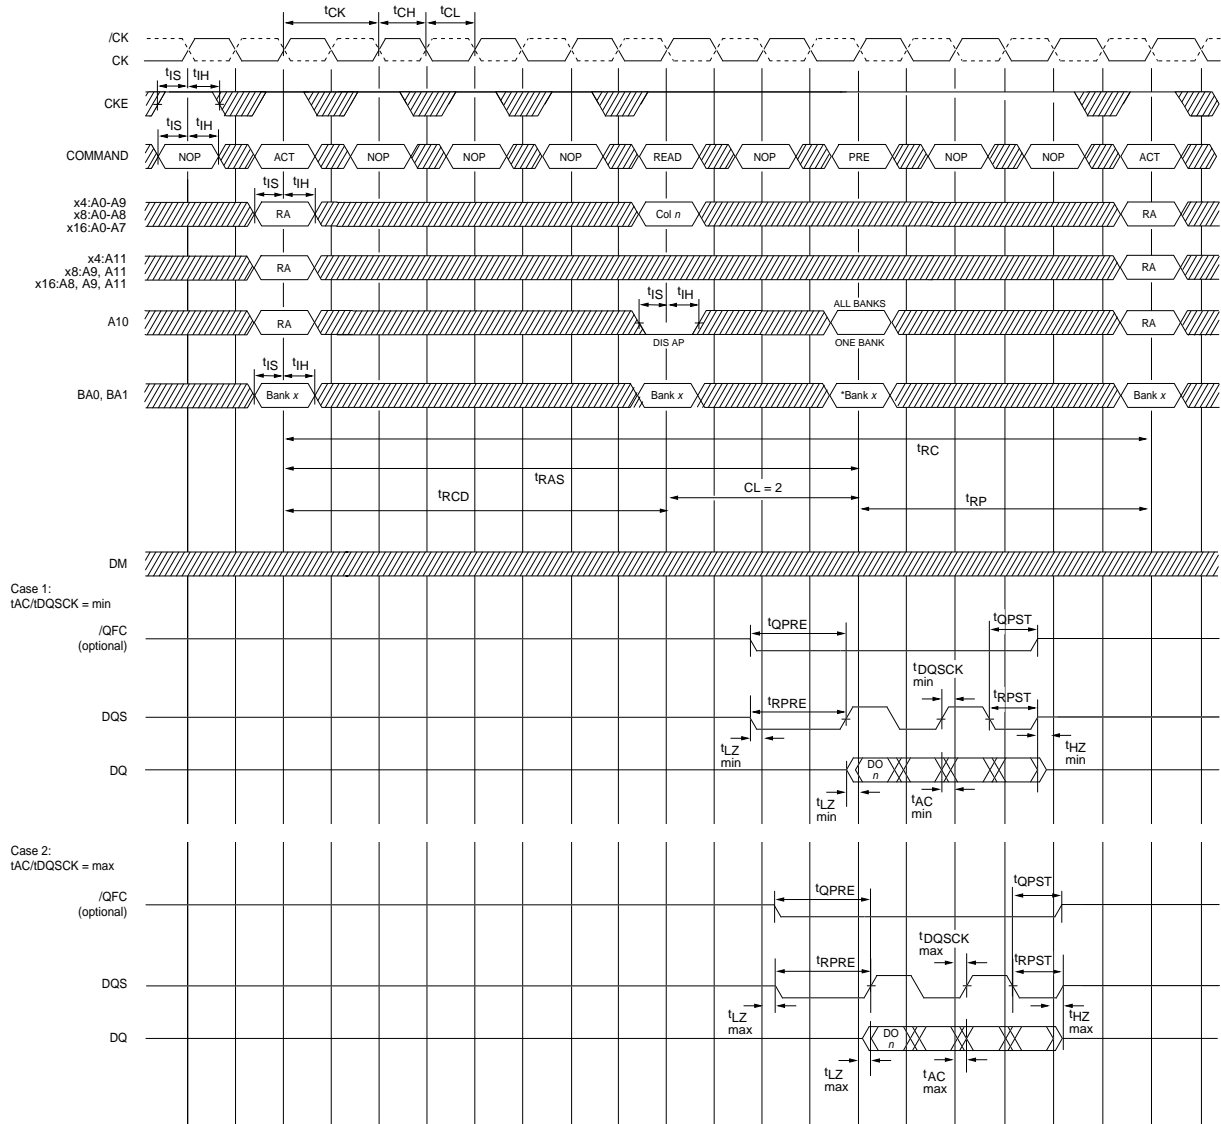 tCK tCH tCL
/CK
CK
tIS tIH
CKE
tIS tIH
COMMAND NOP ACT NOP NOP NOP READ NOP PRE NOP NOP ACT
tIS tIH
x4:A0-A9
x8:A0-A8
x16:A0-A7
RA Col n RA
x4:A11
x8:A9, A11
x16:A8, A9, A11
RA RA
tIS tIH
ALL BANKS
A10 RA RA
DIS AP ONE BANK
tIS tIH
BA0, BA1 Bank x Bank x *Bank x Bank x
tRC
tRAS
CL = 2
tRCD tRP
DM
Case 1:
tAC/tDQSCK = min
/QFC
(optional)
tQPRE tQPST
tDQSCK
min
DQS tRPRE tRPST
tLZ
min
tHZ
min
DQ DO
n
tLZ
min
tAC
min
Case 2:
tAC/tDQSCK = max
/QFC
(optional)
tQPRE tQPST
tDQSCK
max
DQS tRPRE tRPST
tLZ
max
tHZ
max
DQ DO
n
tLZ
max
tAC
max